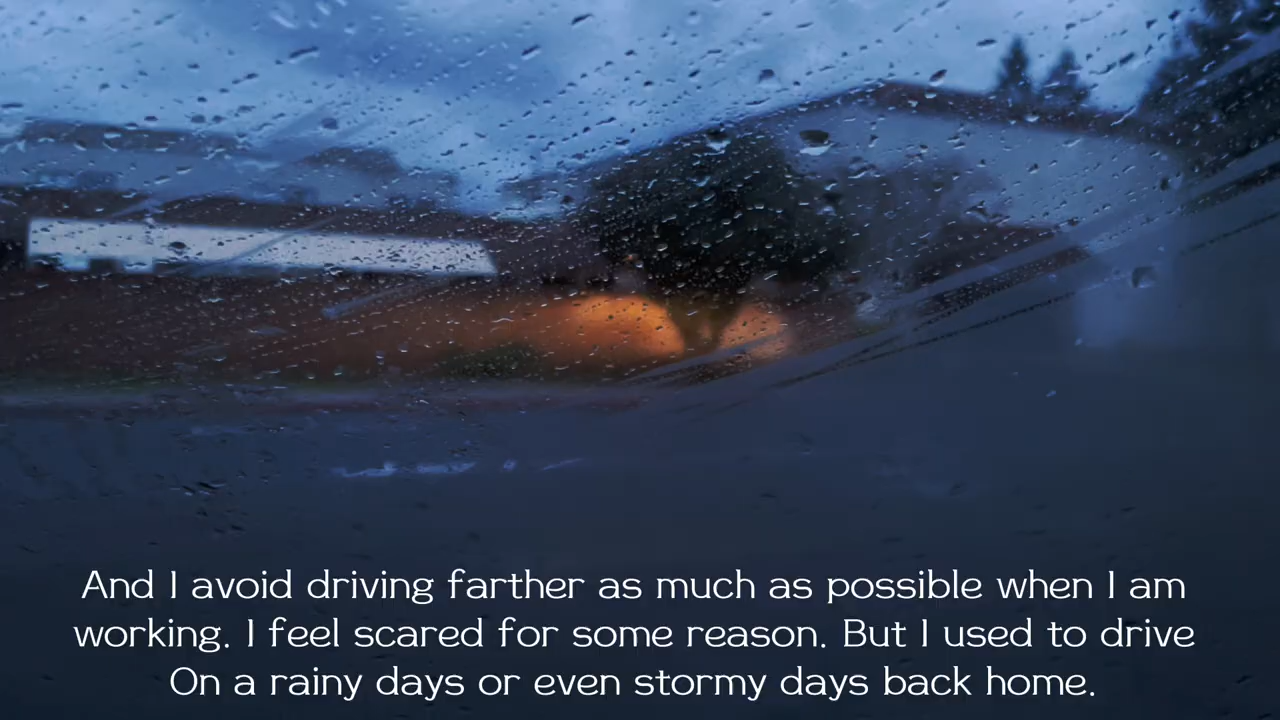 And I avoid driving farther as much as possible when I am
working. I feel scared for some reason. But I used to drive
On a rainy days or even stormy days back home.